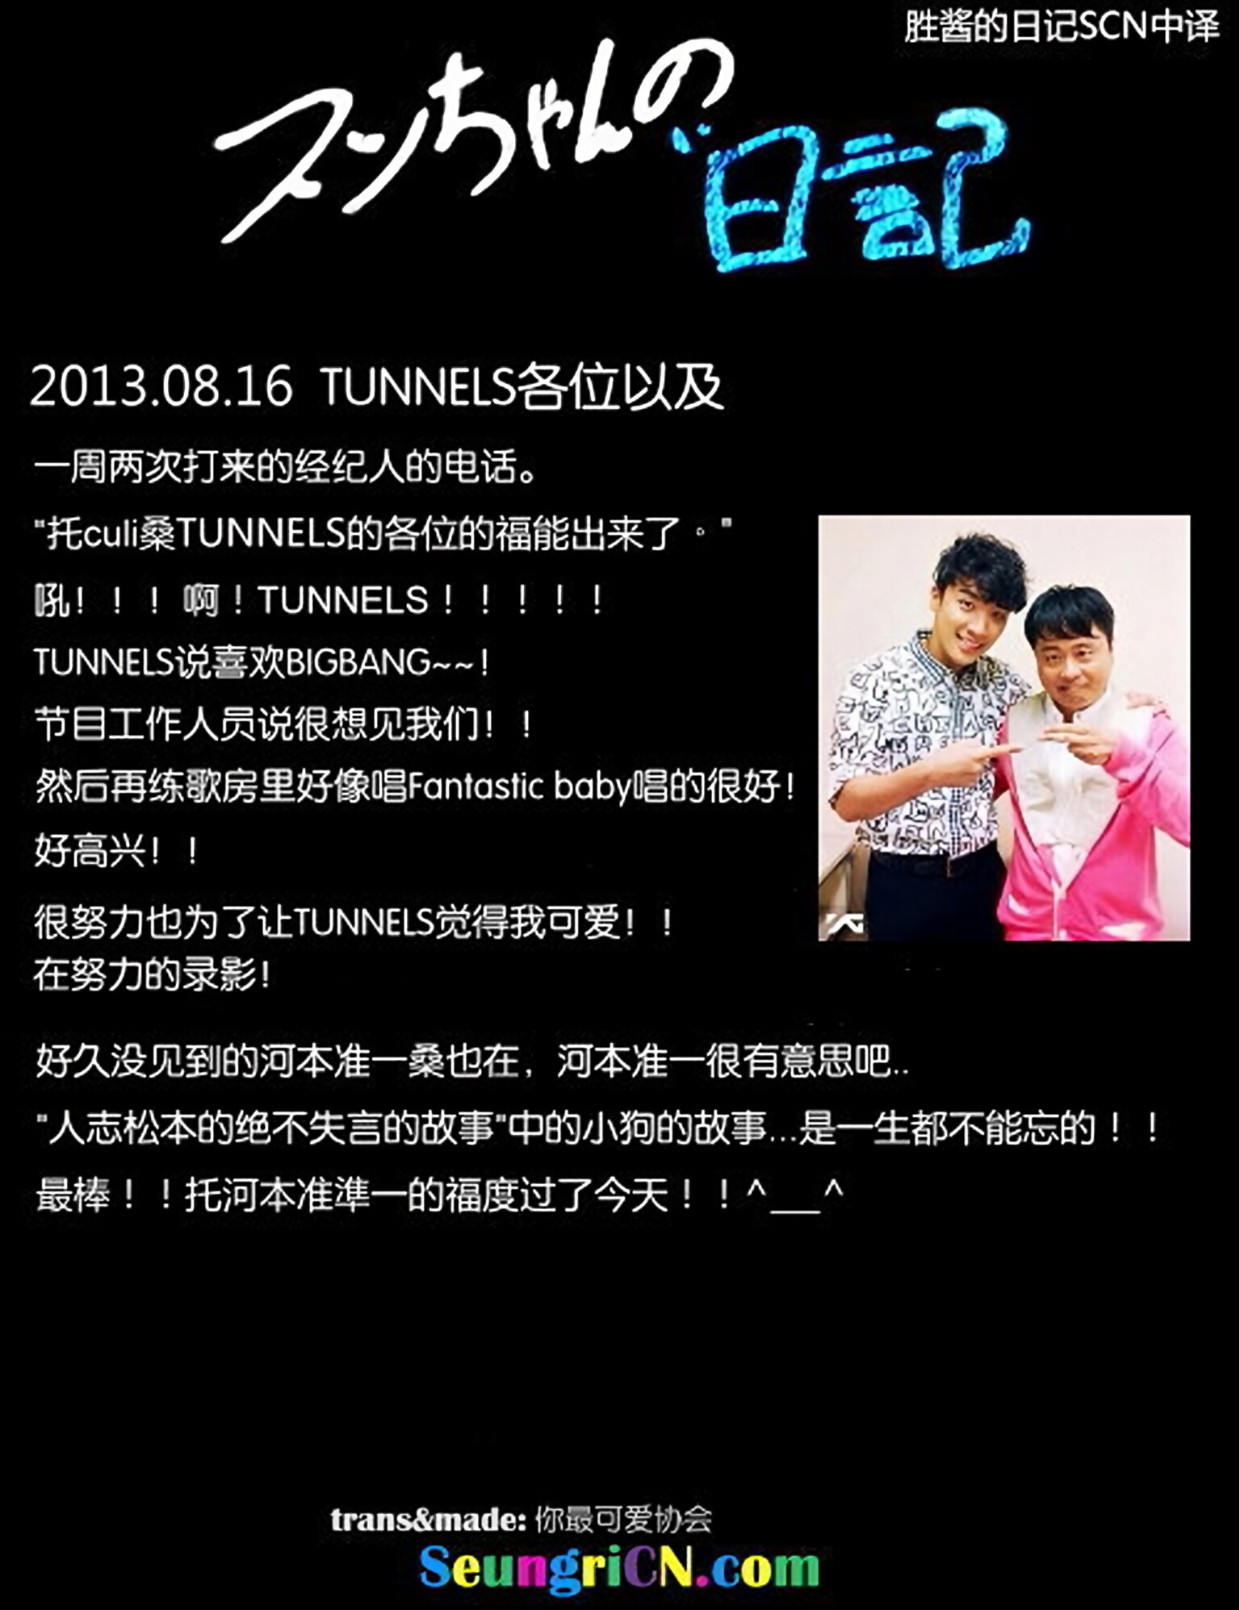 胜酱的日记SCN中译
スンちゃんの
日記
2013.08.16 TUNNELS各位以及
一周两次打来的经纪人的电话。
"托culi桑TUNNELS的各位的福能出来了。"
吼！！！啊！TUNNELS！！！！！
TUNNELS说喜欢BIGBANG~~!
节目工作人员说很想见我们！！
然后再练歌房里好像唱Fantastic baby唱的很好!
好高兴！！
很努力也为了让TUNNELS觉得我可爱！！
在努力的录影!
好久没见到的河本准一桑也在，河本准一很有意思吧..
"人志松本的绝不失言的故事"中的小狗的故事...是一生都不能忘的！！
最棒！！托河本准準一的福度过了今天！！^__^
YG
trans&made: 你最可爱协会
SeungriCN.com